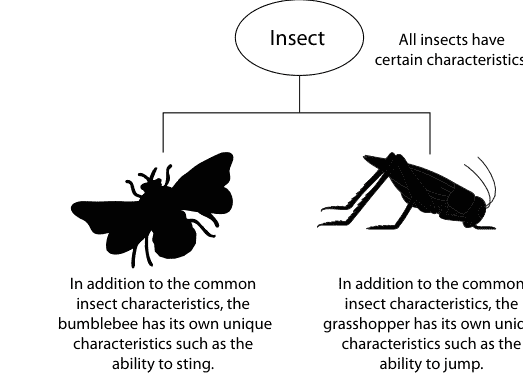 Insect
All insects have
certain characteristics
In addition to the common
insect characteristics, the
bumblebee has its own unique
characteristics such as the
ability to sting.
In addition to the common
insect characteristics, the
grasshopper has its own
characteristics such as the
ability to jump.